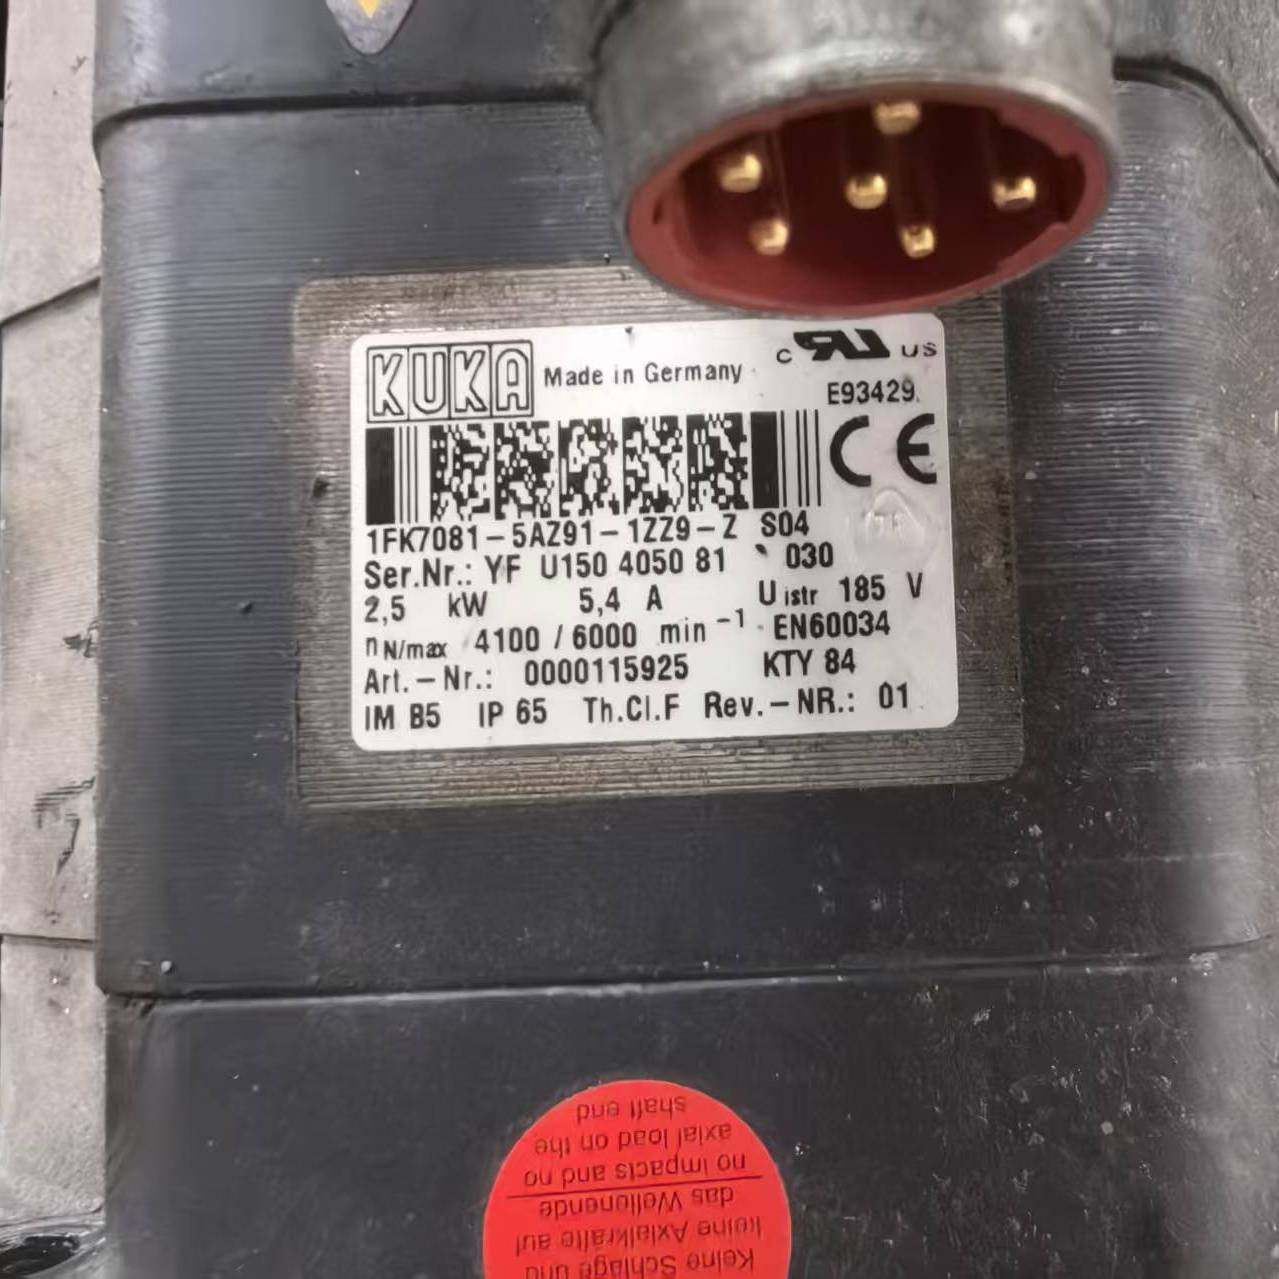 KUKA Made in Germany c RU US
E93429
CE
1FK7081-5AZ91-1ZZ9-Z S04
Ser.Nr.: YF U150 4050 81 030
2,5 kW 5,4 A U istr 185 V
n N/max 4100 / 6000 min -1 EN60034
Art.-Nr.: 0000115925 KTY 84
IM B5 IP 65 Th.Cl.F Rev.-NR.: 01
Keine Schläge und
keine Axialkräfte auf
das Wellenende
no impacts and no
axial load on the
shaft end